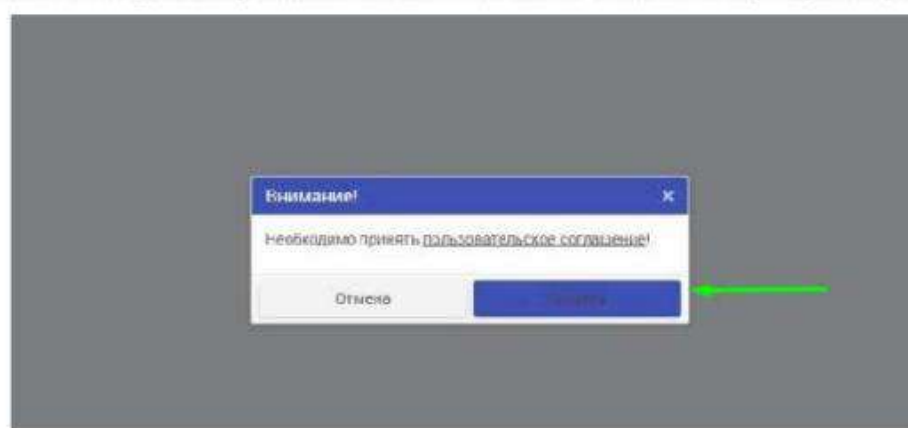 Внимание!
Необходимо принять пользовательское соглашение!
Отмена